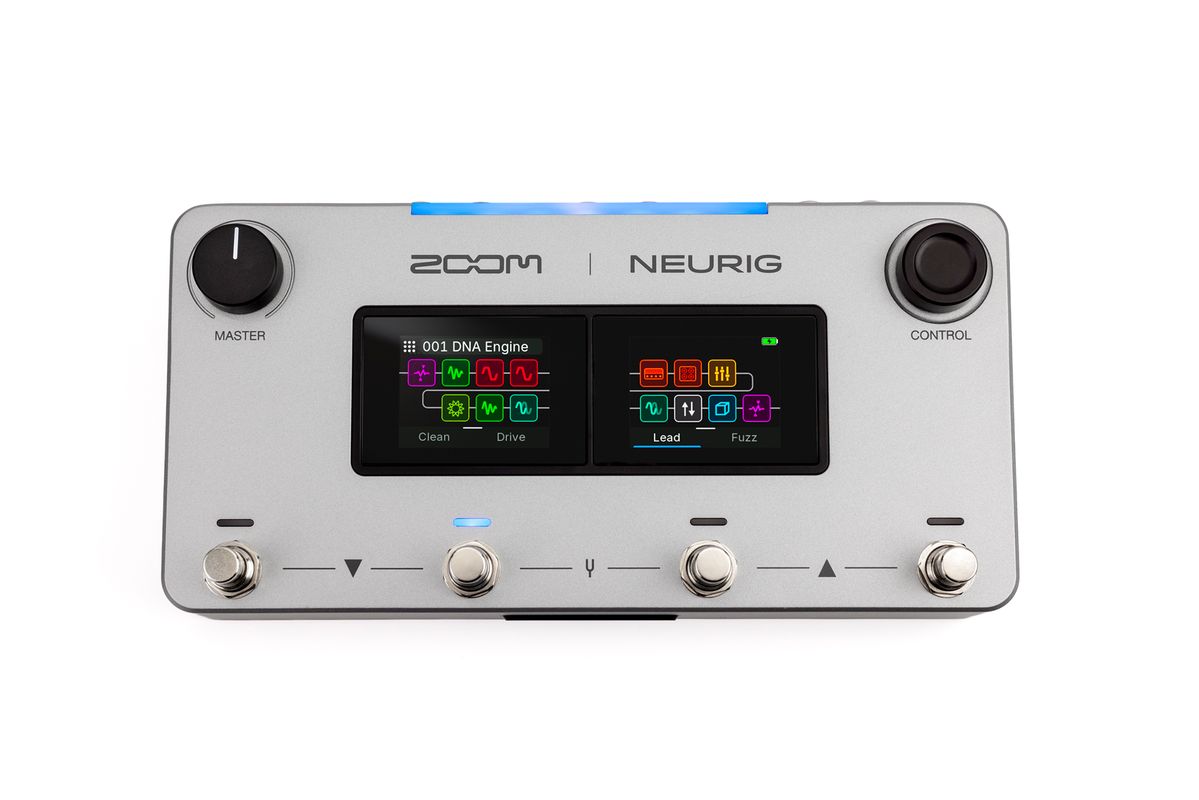 ZOOM | NEURIG
MASTER
CONTROL
001 DNA Engine
Clean Drive
Lead Fuzz